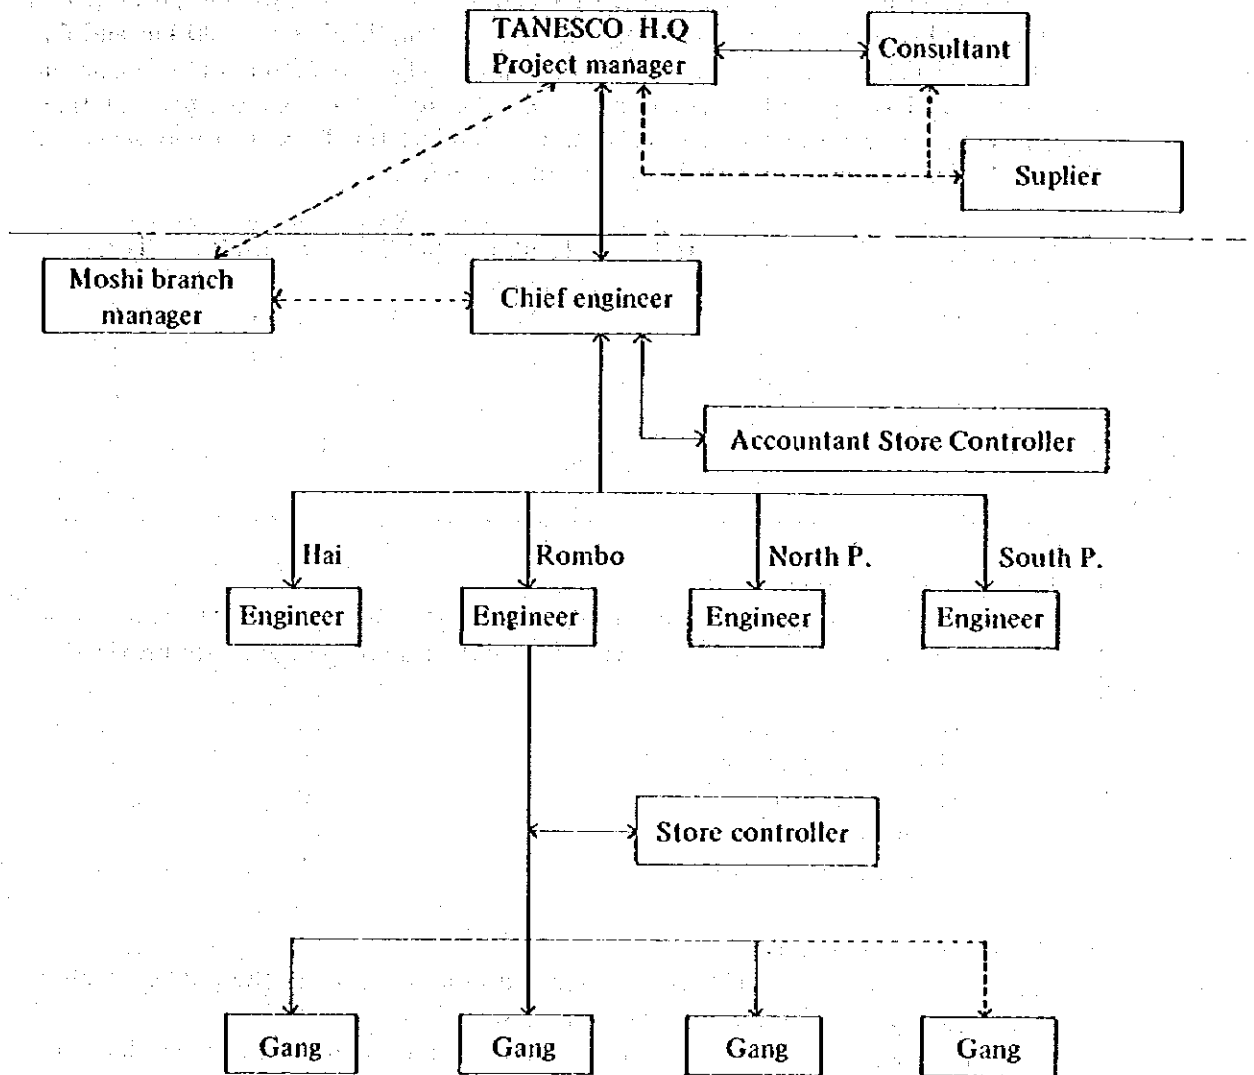 TANESCO H.Q
Project manager
Consultant
Suplier
Moshi branch
manager
Chief engineer
Accountant Store Controller
Hai
Rombo
North P.
South P.
Engineer
Engineer
Engineer
Engineer
Store controller
Gang
Gang
Gang
Gang